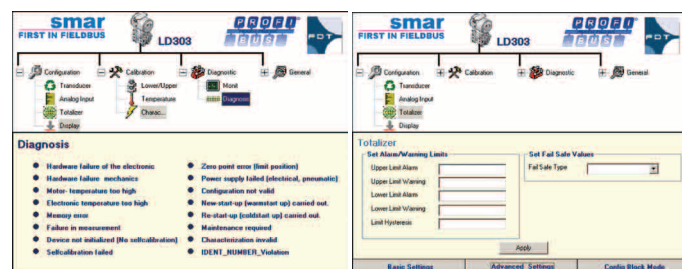 smar
FIRST IN FIELDBUS
LD303
PROFI
BUS
FDT
Configuration
Calibration
Diagnostic
General
Transducer
Lower/Upper
Monit
Analog Input
Temperature
Diagnosis
Totalizer
Charac...
Display
Diagnosis
Hardware failure of the electronic
Hardware failure mechanics
Motor- temperature too high
Electronic temperature too high
Memory error
Failure in measurement
Device not initialized (No selfcalibration)
Selfcalibration failed
Zero point error (limit position)
Power supply failed (electrical, pneumatic)
Configuration not valid
New-start-up (warmstart up) carried out.
Re-start-up (coldstart up) carried out.
Maintenance required
Characterization invalid
IDENT_NUMBER_Violation
smar
FIRST IN FIELDBUS
LD303
PROFI
BUS
FDT
Configuration
Calibration
Diagnostic
General
Transducer
Analog Input
Totalizer
Display
Totalizer
Set Alarm/Warning Limits
Upper Limit Alarm
Upper Limit Warning
Lower Limit Alarm
Lower Limit Warning
Limit Hysteresis
Set Fail Safe Values
Fail Safe Type
Apply
Basic Settings
Advanced Settings
Config Block Mode